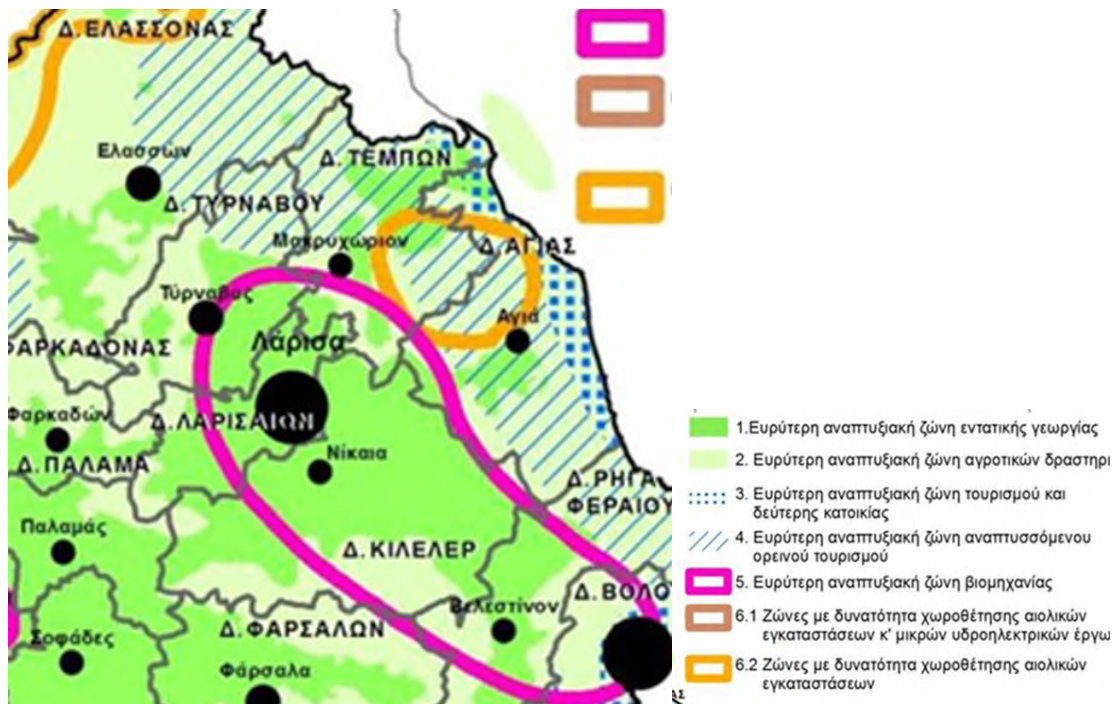 Δ.ΕΛΑΣΣΟΝΑΣ
Ελασσών
Δ.ΤΕΜΠΩΝ
Δ.ΤΥΡΝΑΒΟΥ
Μακρυχώριον
Δ.ΑΓΙΑΣ
Τύρναβος
Αγιά
Λάρισα
ΦΑΡΚΑΔΟΝΑΣ
Φαρκαδών
Δ.ΛΑΡΙΣΑΙΩΝ
Νίκαια
Δ.ΠΑΛΑΜΑ
Δ.ΡΗΓΑ
ΦΕΡΑΙΟΥ
Παλαμάς
Δ.ΚΙΛΕΛΕΡ
Δ.ΒΟΛΟΥ
Βελεστίνον
Δ.ΦΑΡΣΑΛΩΝ
Σοφάδες
Φάρσαλα
1.Ευρύτερη αναπτυξιακή ζώνη εντατικής γεωργίας
2. Ευρύτερη αναπτυξιακή ζώνη αγροτικών δραστηρι
3. Ευρύτερη αναπτυξιακή ζώνη τουρισμού και
δεύτερης κατοικίας
4. Ευρύτερη αναπτυξιακή ζώνη αναπτυσσόμενου
ορεινού τουρισμού
5. Ευρύτερη αναπτυξιακή ζώνη βιομηχανίας
6.1 Ζώνες με δυνατότητα χωροθέτησης αιολικών
εγκαταστάσεων κ' μικρών υδροηλεκτρικών έργω
6.2 Ζώνες με δυνατότητα χωροθέτησης αιολικών
εγκαταστάσεων